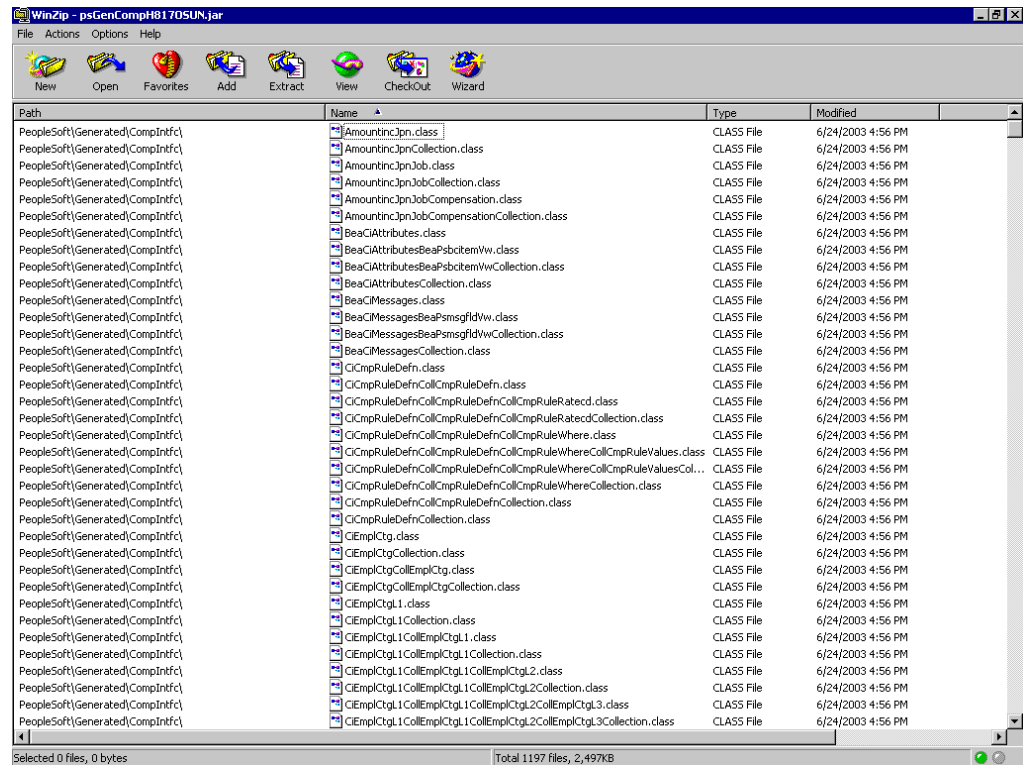 WinZip - psGenCompH817OSUN.jar
File Actions Options Help
New Open Favorites Add Extract View CheckOut Wizard
Path Name Type Modified
PeopleSoft\Generated\CompIntfc\ AmountincJpn.class CLASS File 6/24/2003 4:56 PM
PeopleSoft\Generated\CompIntfc\ AmountincJpnCollection.class CLASS File 6/24/2003 4:56 PM
PeopleSoft\Generated\CompIntfc\ AmountincJpnJob.class CLASS File 6/24/2003 4:56 PM
PeopleSoft\Generated\CompIntfc\ AmountincJpnJobCollection.class CLASS File 6/24/2003 4:56 PM
PeopleSoft\Generated\CompIntfc\ AmountincJpnJobCompensation.class CLASS File 6/24/2003 4:56 PM
PeopleSoft\Generated\CompIntfc\ AmountincJpnJobCompensationCollection.class CLASS File 6/24/2003 4:56 PM
PeopleSoft\Generated\CompIntfc\ BeaCiAttributes.class CLASS File 6/24/2003 4:56 PM
PeopleSoft\Generated\CompIntfc\ BeaCiAttributesBeaPsbcitemVw.class CLASS File 6/24/2003 4:56 PM
PeopleSoft\Generated\CompIntfc\ BeaCiAttributesBeaPsbcitemVwCollection.class CLASS File 6/24/2003 4:56 PM
PeopleSoft\Generated\CompIntfc\ BeaCiAttributesCollection.class CLASS File 6/24/2003 4:56 PM
PeopleSoft\Generated\CompIntfc\ BeaCiMessages.class CLASS File 6/24/2003 4:56 PM
PeopleSoft\Generated\CompIntfc\ BeaCiMessagesBeaPsmsgfldVw.class CLASS File 6/24/2003 4:56 PM
PeopleSoft\Generated\CompIntfc\ BeaCiMessagesBeaPsmsgfldVwCollection.class CLASS File 6/24/2003 4:56 PM
PeopleSoft\Generated\CompIntfc\ BeaCiMessagesCollection.class CLASS File 6/24/2003 4:56 PM
PeopleSoft\Generated\CompIntfc\ CiCmpRuleDefn.class CLASS File 6/24/2003 4:56 PM
PeopleSoft\Generated\CompIntfc\ CiCmpRuleDefnCollCmpRuleDefn.class CLASS File 6/24/2003 4:56 PM
PeopleSoft\Generated\CompIntfc\ CiCmpRuleDefnCollCmpRuleDefnCollCmpRuleRatecd.class CLASS File 6/24/2003 4:56 PM
PeopleSoft\Generated\CompIntfc\ CiCmpRuleDefnCollCmpRuleDefnCollCmpRuleRatecdCollection.class CLASS File 6/24/2003 4:56 PM
PeopleSoft\Generated\CompIntfc\ CiCmpRuleDefnCollCmpRuleDefnCollCmpRuleWhere.class CLASS File 6/24/2003 4:56 PM
PeopleSoft\Generated\CompIntfc\ CiCmpRuleDefnCollCmpRuleDefnCollCmpRuleWhereCollCmpRuleValues.class CLASS File 6/24/2003 4:56 PM
PeopleSoft\Generated\CompIntfc\ CiCmpRuleDefnCollCmpRuleDefnCollCmpRuleWhereCollCmpRuleValuesCol... CLASS File 6/24/2003 4:56 PM
PeopleSoft\Generated\CompIntfc\ CiCmpRuleDefnCollCmpRuleDefnCollCmpRuleWhereCollection.class CLASS File 6/24/2003 4:56 PM
PeopleSoft\Generated\CompIntfc\ CiCmpRuleDefnCollCmpRuleDefnCollection.class CLASS File 6/24/2003 4:56 PM
PeopleSoft\Generated\CompIntfc\ CiCmpRuleDefnCollection.class CLASS File 6/24/2003 4:56 PM
PeopleSoft\Generated\CompIntfc\ CiEmplCtg.class CLASS File 6/24/2003 4:56 PM
PeopleSoft\Generated\CompIntfc\ CiEmplCtgCollection.class CLASS File 6/24/2003 4:56 PM
PeopleSoft\Generated\CompIntfc\ CiEmplCtgCollEmplCtg.class CLASS File 6/24/2003 4:56 PM
PeopleSoft\Generated\CompIntfc\ CiEmplCtgCollEmplCtgCollection.class CLASS File 6/24/2003 4:56 PM
PeopleSoft\Generated\CompIntfc\ CiEmplCtgL1.class CLASS File 6/24/2003 4:56 PM
PeopleSoft\Generated\CompIntfc\ CiEmplCtgL1Collection.class CLASS File 6/24/2003 4:56 PM
PeopleSoft\Generated\CompIntfc\ CiEmplCtgL1CollEmplCtgL1.class CLASS File 6/24/2003 4:56 PM
PeopleSoft\Generated\CompIntfc\ CiEmplCtgL1CollEmplCtgL1Collection.class CLASS File 6/24/2003 4:56 PM
PeopleSoft\Generated\CompIntfc\ CiEmplCtgL1CollEmplCtgL1CollEmplCtgL2.class CLASS File 6/24/2003 4:56 PM
PeopleSoft\Generated\CompIntfc\ CiEmplCtgL1CollEmplCtgL1CollEmplCtgL2Collection.class CLASS File 6/24/2003 4:56 PM
PeopleSoft\Generated\CompIntfc\ CiEmplCtgL1CollEmplCtgL1CollEmplCtgL2CollEmplCtgL3.class CLASS File 6/24/2003 4:56 PM
PeopleSoft\Generated\CompIntfc\ CiEmplCtgL1CollEmplCtgL1CollEmplCtgL2CollEmplCtgL3Collection.class CLASS File 6/24/2003 4:56 PM
Selected 0 files, 0 bytes Total 1197 files, 2,497KB